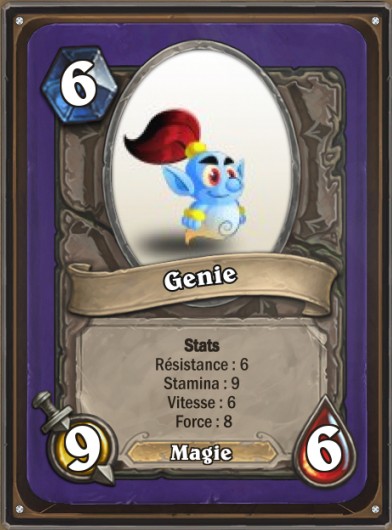 6
Genie
Stats
Résistance : 6
Stamina : 9
Vitesse : 6
Force : 8
9
Magie
6